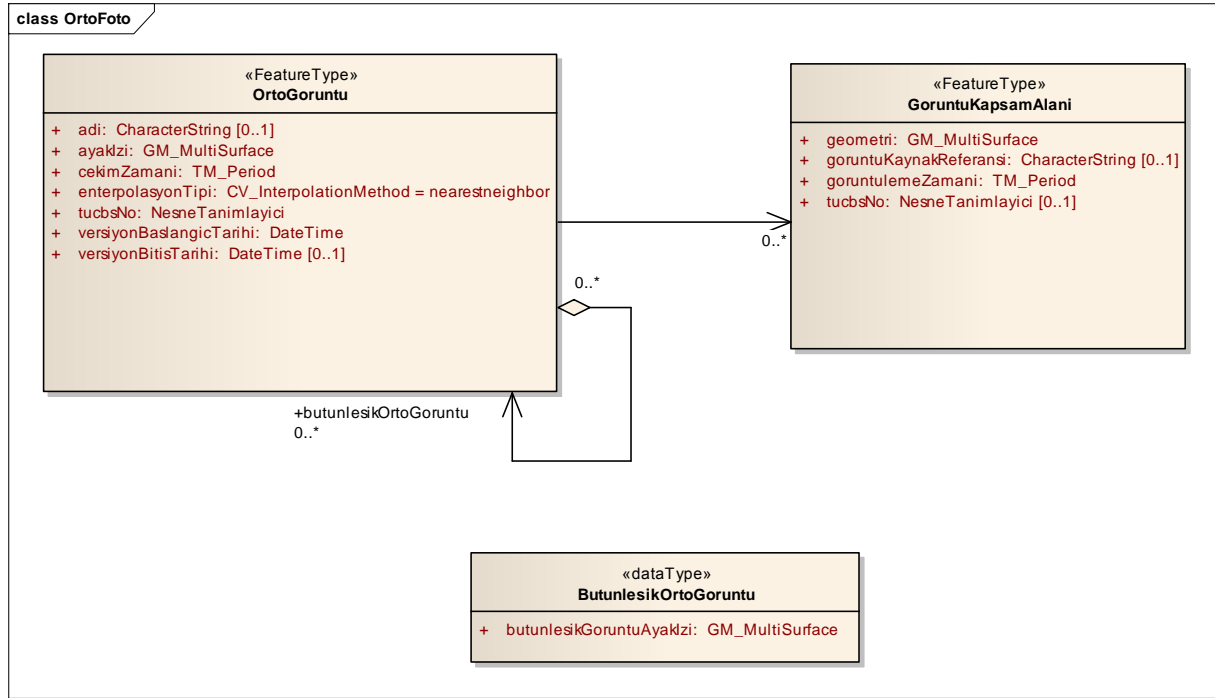 class OrtoFoto
«FeatureType»
OrtoGoruntu
+ adi: CharacterString [0..1]
+ ayakIzi: GM_MultiSurface
+ cekimZamani: TM_Period
+ enterpolasyonTipi: CV_InterpolationMethod = nearestneighbor
+ tucbsNo: NesneTanimlayici
+ versiyonBaslangicTarihi: DateTime
+ versiyonBitisTarihi: DateTime [0..1]
«FeatureType»
GoruntuKapsamAlani
+ geometri: GM_MultiSurface
+ goruntuKaynakReferansi: CharacterString [0..1]
+ goruntulemeZamani: TM_Period
+ tucbsNo: NesneTanimlayici [0..1]
0..*
0..*
+butunlesikOrtoGoruntu
0..*
«dataType»
ButunlesikOrtoGoruntu
+ butunlesikGoruntuAyakIzi: GM_MultiSurface